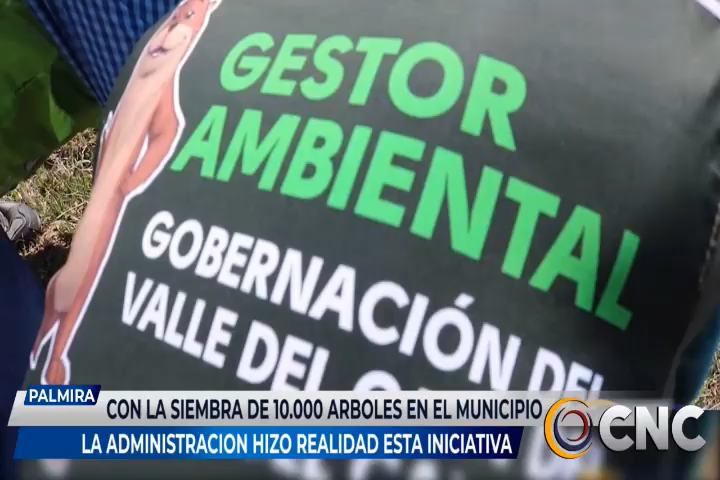 GESTOR
AMBIENTAL
GOBERNACIÓN DEL
VALLE DEL
PALMIRA
CON LA SIEMBRA DE 10.000 ARBOLES EN EL MUNICIPIO
LA ADMINISTRACION HIZO REALIDAD ESTA INICIATIVA
CNC